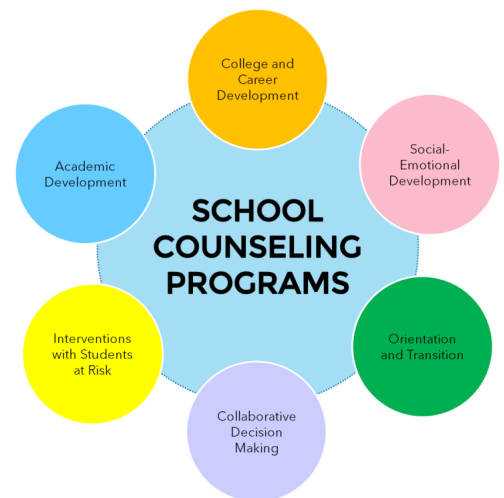 College and
Career
Development
Social-
Emotional
Development
Academic
Development
SCHOOL
COUNSELING
PROGRAMS
Interventions
with Students
at Risk
Orientation
and Transition
Collaborative
Decision
Making